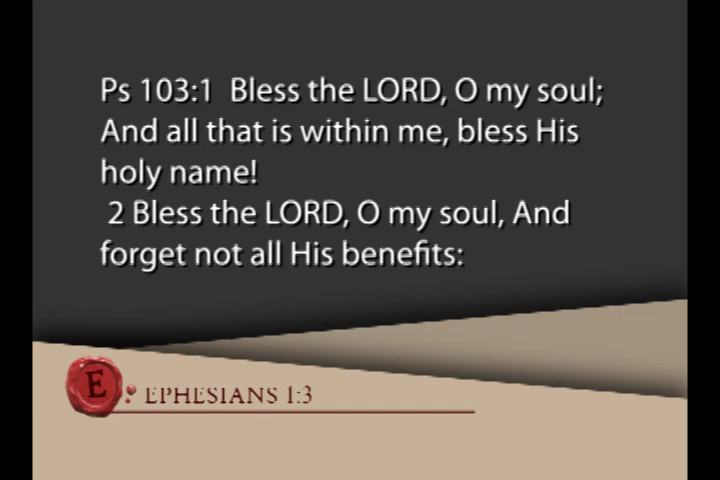 Ps 103:1  Bless the LORD, O my soul;
And all that is within me, bless His
holy name!
2 Bless the LORD, O my soul, And
forget not all His benefits:
E
EPHESIANS 1:3